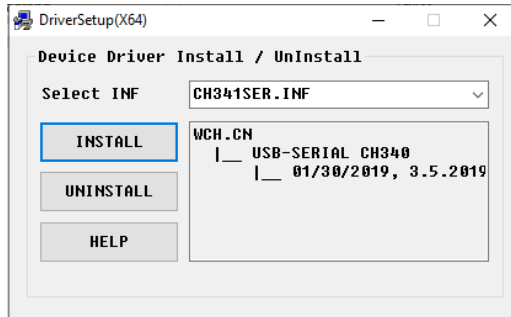 DriverSetup(X64)
Device Driver Install / UnInstall
Select INF
CH341SER.INF
INSTALL
UNINSTALL
HELP
WCH.CN
|__ USB-SERIAL CH340
|__ 01/30/2019, 3.5.2019